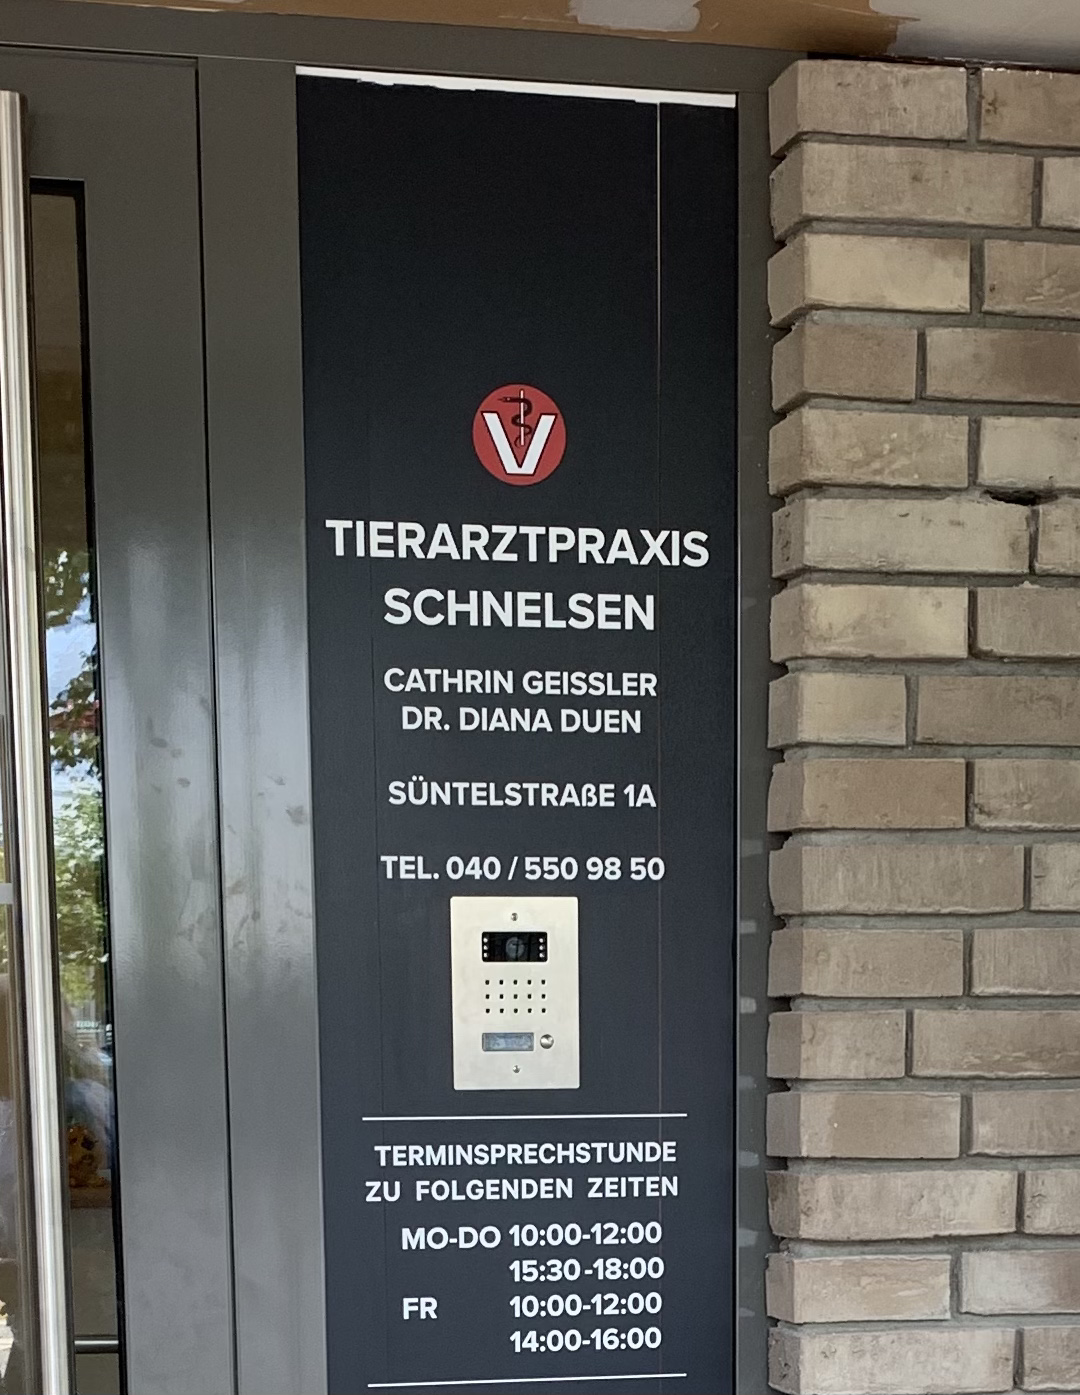 V
TIERARZTPRAXIS
SCHNELSEN
CATHRIN GEISSLER
DR. DIANA DUEN
SÜNTELSTRAßE 1A
TEL. 040 / 550 98 50
TERMINSPRECHSTUNDE
ZU FOLGENDEN ZEITEN
MO-DO 10:00-12:00
15:30-18:00
FR 10:00-12:00
14:00-16:00